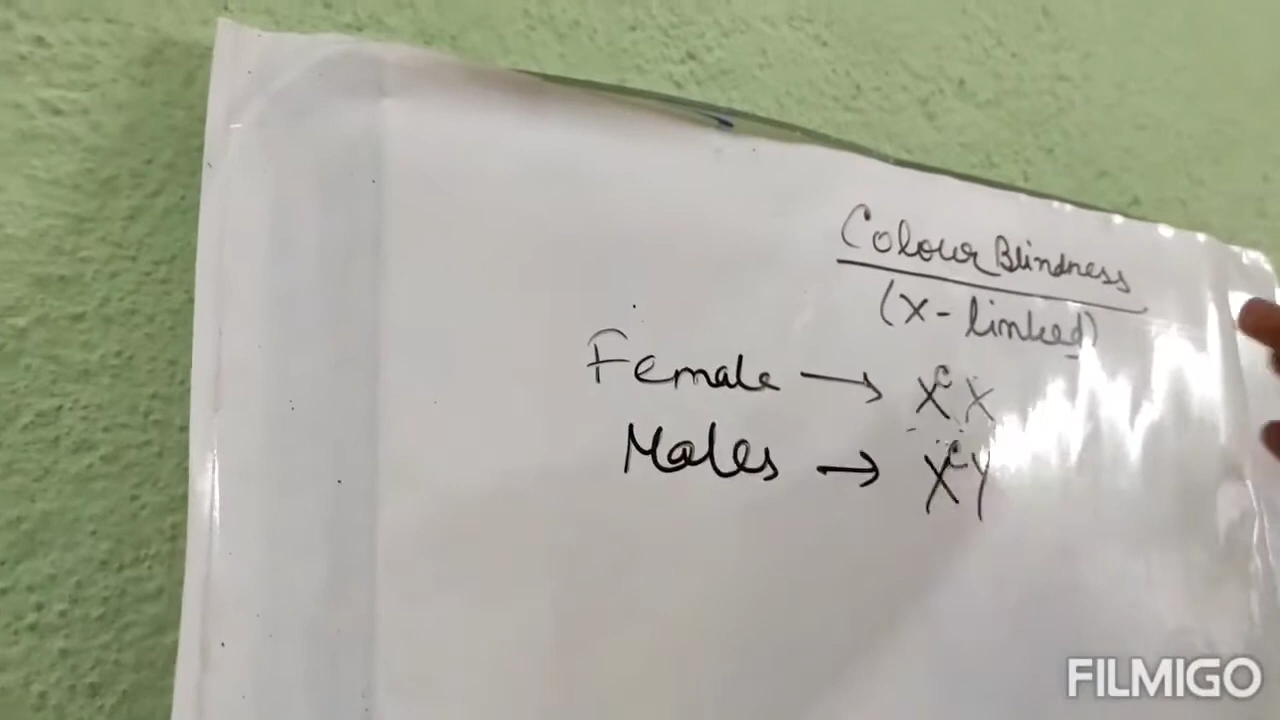 Colour Blindness
(X-linked)
Female → XᶜX
Males → XᶜY
FILMIGO